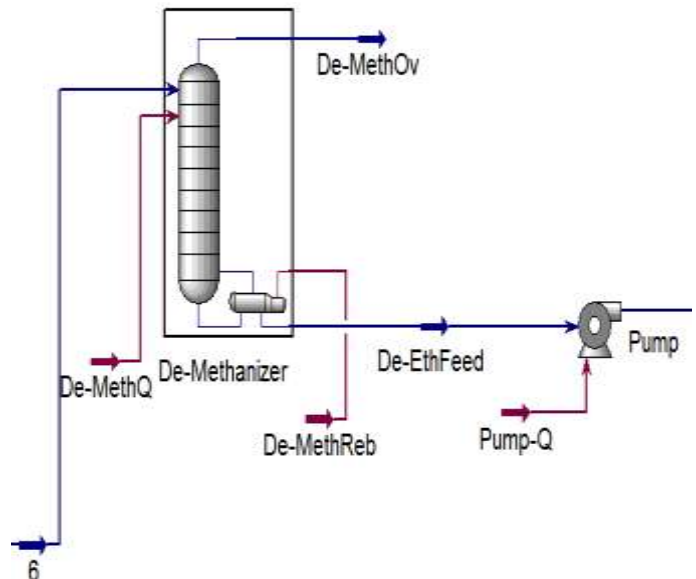 De-MethOv
De-MethQ
De-Methanizer
De-EthFeed
Pump
De-MethReb
Pump-Q
6